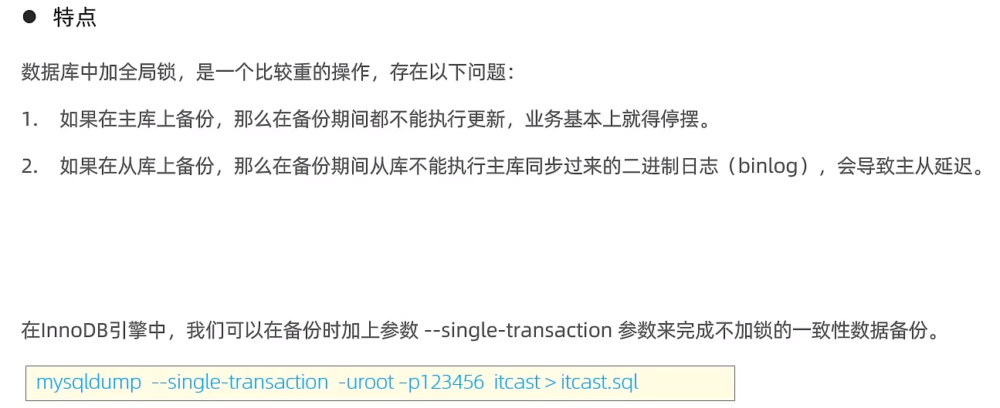 ● 特点
数据库中加全局锁，是一个比较重的操作，存在以下问题：
1. 如果在主库上备份，那么在备份期间都不能执行更新，业务基本上就得停摆。
2. 如果在从库上备份，那么在备份期间从库不能执行主库同步过来的二进制日志（binlog），会导致主从延迟。
在InnoDB引擎中，我们可以在备份时加上参数 --single-transaction 参数来完成不加锁的一致性数据备份。
mysqldump --single-transaction -uroot –p123456 itcast > itcast.sql